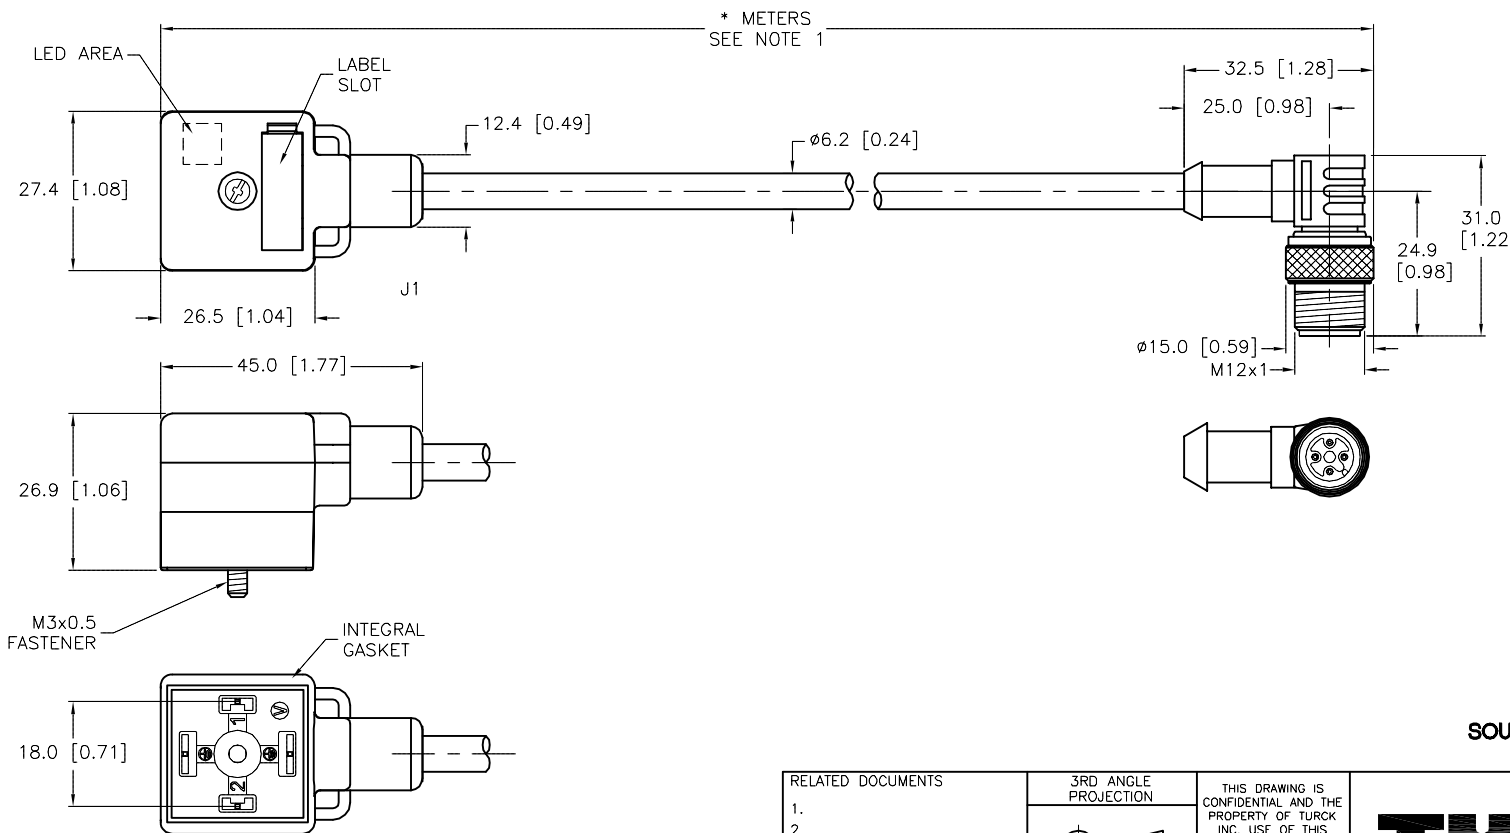 * METERS
SEE NOTE 1
LED AREA
LABEL
SLOT
32.5 [1.28]
25.0 [0.98]
12.4 [0.49]
ø6.2 [0.24]
27.4 [1.08]
31.0
[1.22
24.9
[0.98]
J1
26.5 [1.04]
ø15.0 [0.59]
M12x1
45.0 [1.77]
26.9 [1.06]
M3x0.5
FASTENER
INTEGRAL
GASKET
1
V
18.0 [0.71]
2
SOU
RELATED DOCUMENTS
1.
2.
3RD ANGLE
PROJECTION
THIS DRAWING IS
CONFIDENTIAL AND THE
PROPERTY OF TURCK
INC. USE OF THIS